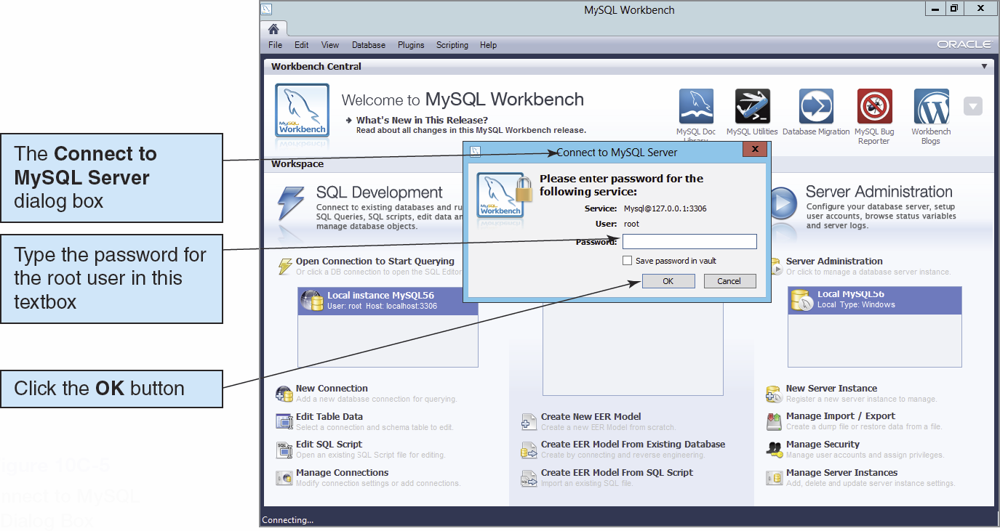 MySQL Workbench
File Edit View Database Plugins Scripting Help
ORACLE
Workbench Central
MySQL
Workbench
Welcome to MySQL Workbench
What's New in This Release?
Read about all changes in this MySQL Workbench release.
MySQL Doc
Library
MySQL Utilities
Database Migration
MySQL Bug
Reporter
Workbench
Blogs
The Connect to
MySQL Server
dialog box
Type the password for
the root user in this
textbox
Click the OK button
Connect to MySQL Server
MySQL
Workbench
Please enter password for the
following service:
Service: Mysql@127.0.0.1:3306
User: root
Password:
Save password in vault
OK Cancel
Workspace
SQL Development
Connect to existing databases and ru
SQL Queries, SQL scripts, edit data an
manage database objects.
Open Connection to Start Querying
Or click a DB connection to open the SQL Editor
Local instance MySQL56
User: root Host: localhost:3306
New Connection
Add a new database connection for querying.
Edit Table Data
Select a connection and schema table to edit.
SQL
Edit SQL Script
Open an existing SQL Script file for editing.
Manage Connections
Modify connection settings or add connections.
Create New EER Model
Create a new EER Model from scratch.
Create EER Model From Existing Database
Create by connecting and reverse engineering.
SQL
Create EER Model From SQL Script
Import an existing SQL file.
Server Administration
Configure your database server, setup
user accounts, browse status variables
and server logs.
Server Administration
Or click to manage a database server instance.
Local MySQL56
Local Type: Windows
New Server Instance
Register a new server instance to manage.
Manage Import / Export
Create a dump file or restore data from a file.
Manage Security
Manage user accounts and assign privileges.
Manage Server Instances
Add, delete and update server instance settings.
Connecting...
igure 10C-5
nnect to MySQL
Dialog Box